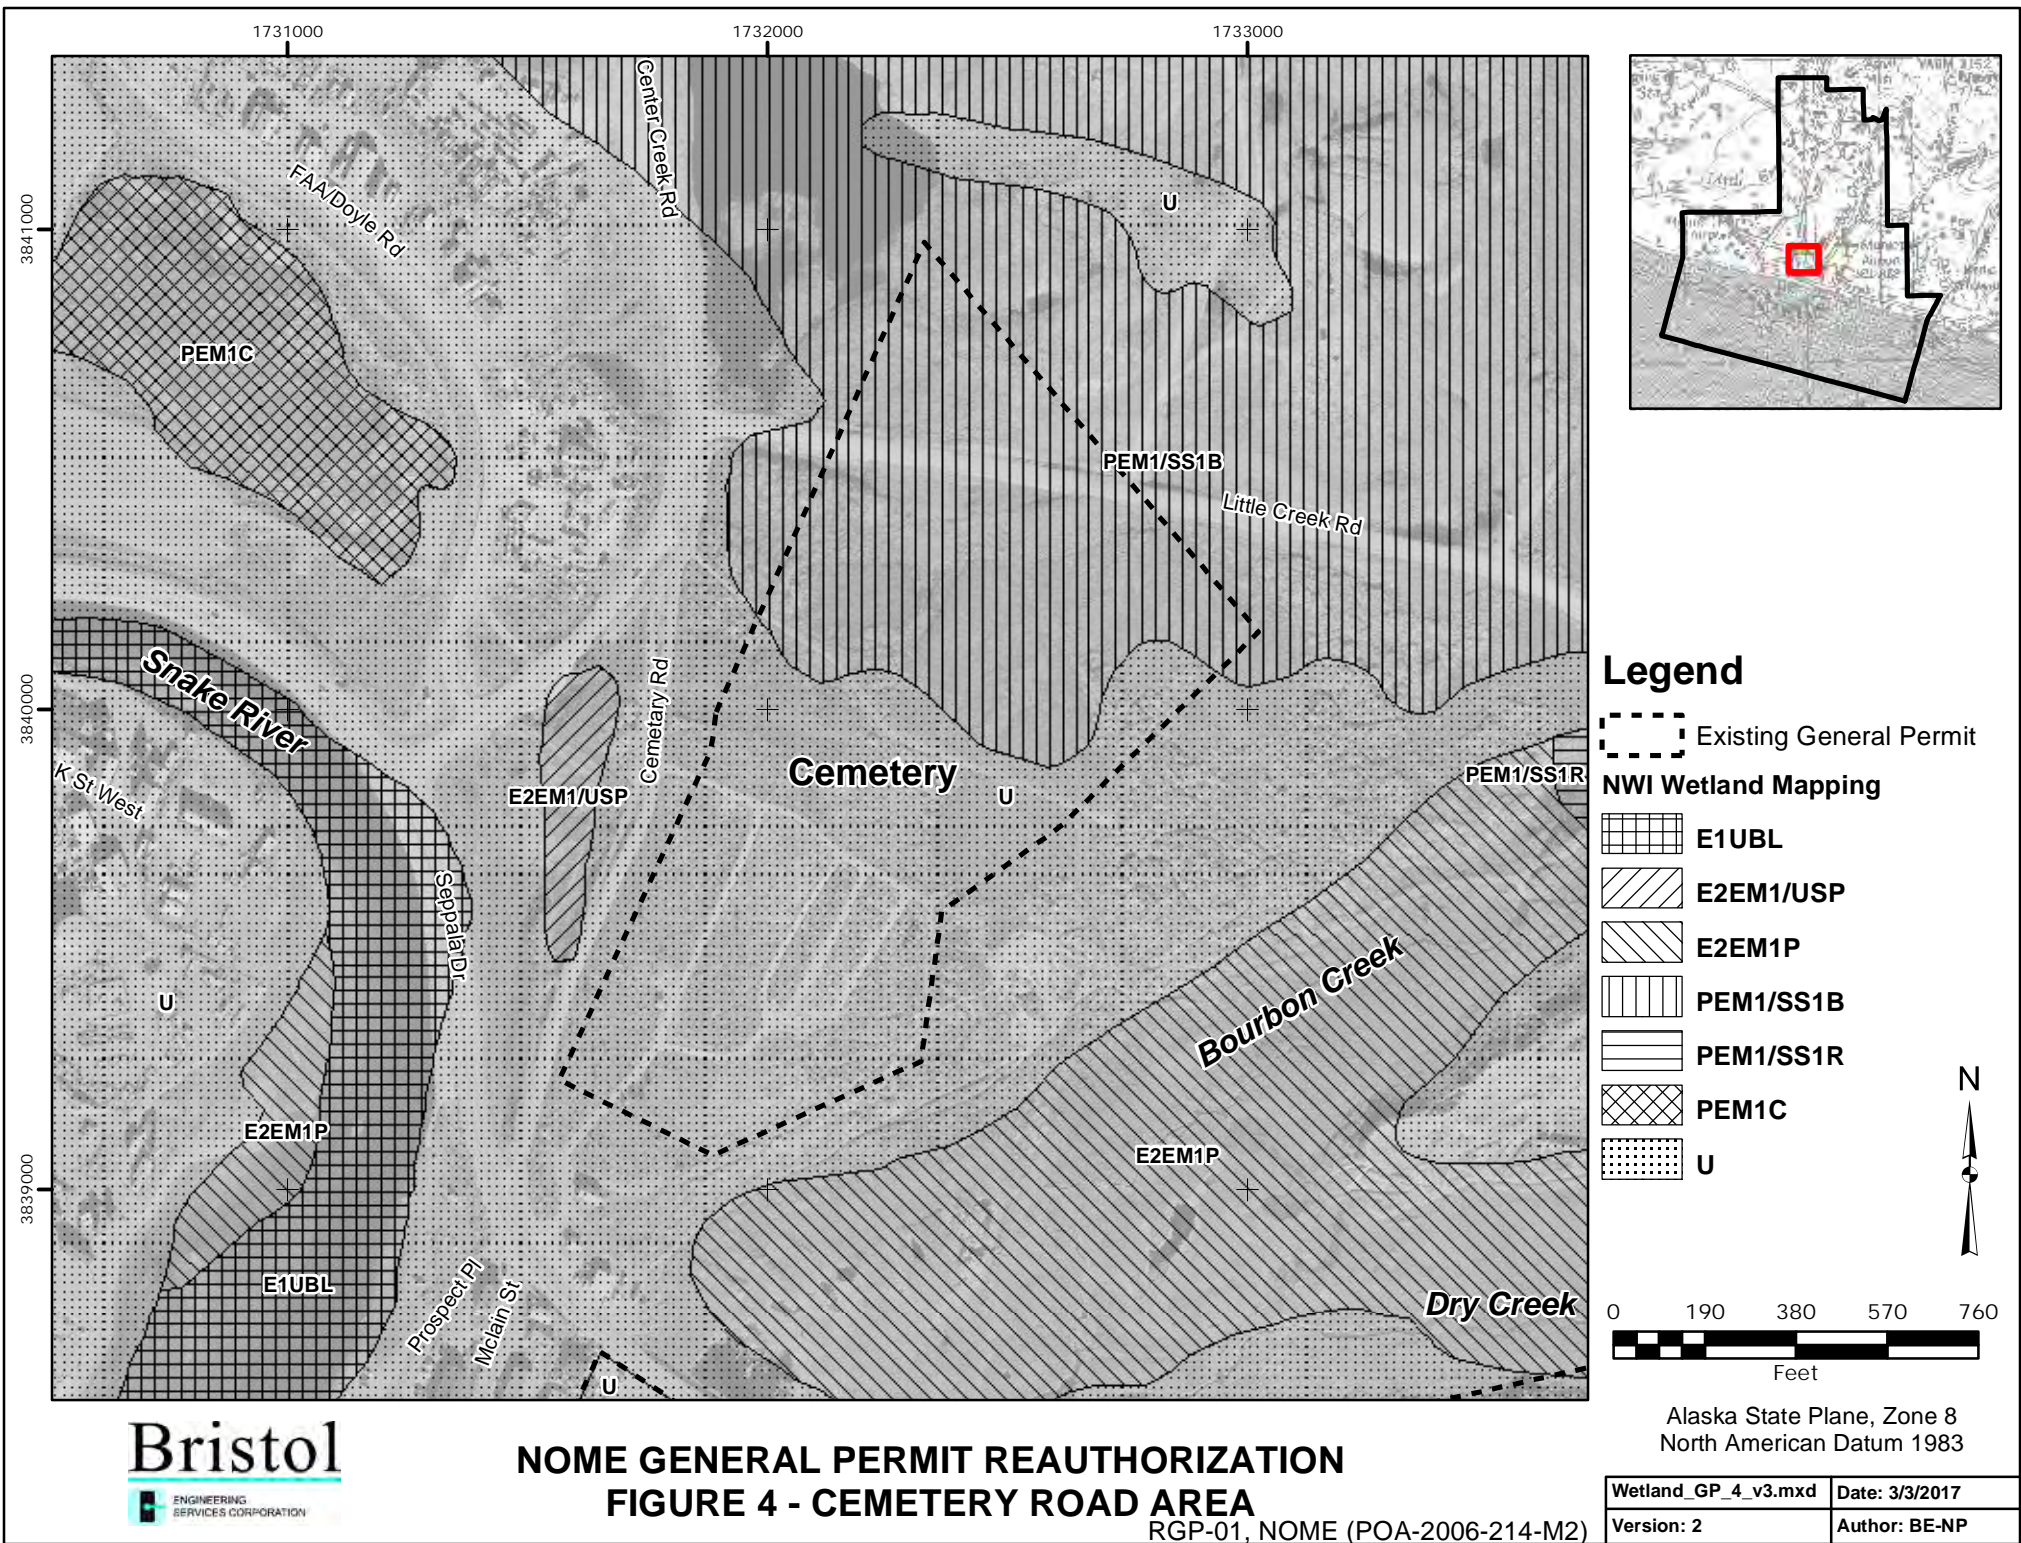 1731000
1732000
1733000
3841000
3840000
3839000
Center Creek Rd
FAA/Doyle Rd
U
PEM1C
PEM1/SS1B
Little Creek Rd
Snake River
K St West
Cemetary Rd
E2EM1/USP
Cemetery
U
PEM1/SS1R
Seppala Dr
U
Bourbon Creek
E2EM1P
E2EM1P
E1UBL
Prospect Pl
Mclain St
Dry Creek
U
Legend
Existing General Permit
NWI Wetland Mapping
E1UBL
E2EM1/USP
E2EM1P
PEM1/SS1B
PEM1/SS1R
PEM1C
U
N
0 190 380 570 760
Feet
Alaska State Plane, Zone 8
North American Datum 1983
Bristol
ENGINEERING
SERVICES CORPORATION
NOME GENERAL PERMIT REAUTHORIZATION
FIGURE 4 - CEMETERY ROAD AREA
RGP-01, NOME (POA-2006-214-M2)
Wetland_GP_4_v3.mxd Date: 3/3/2017
Version: 2 Author: BE-NP